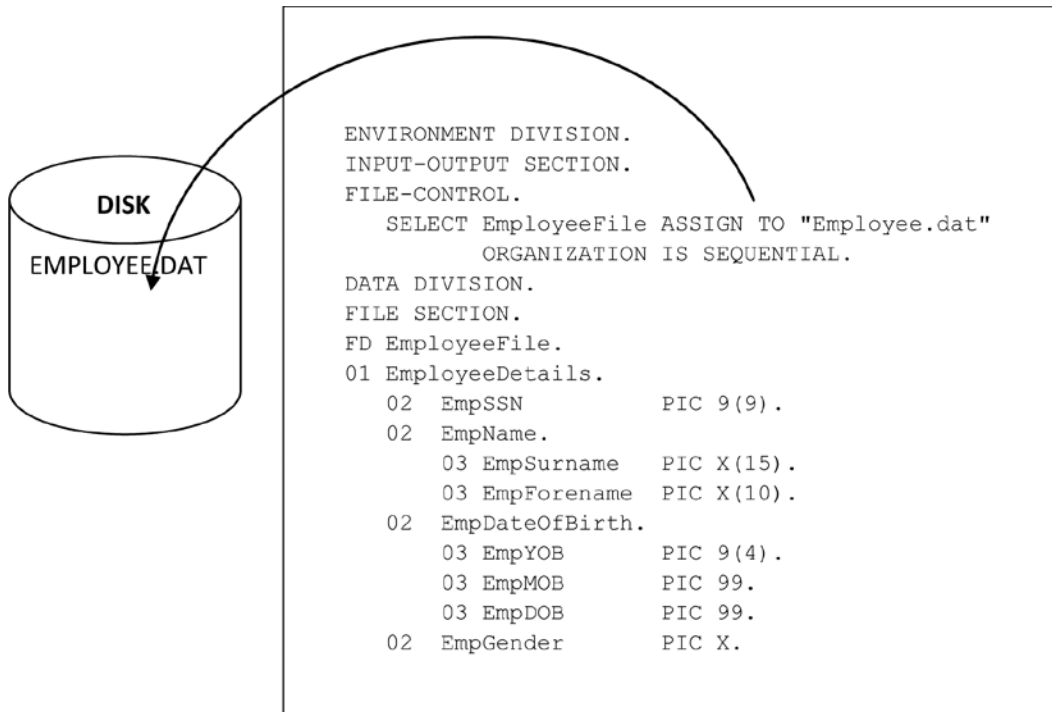 DISK
EMPLOYEE.DAT
ENVIRONMENT DIVISION.
INPUT-OUTPUT SECTION.
FILE-CONTROL.
SELECT EmployeeFile ASSIGN TO "Employee.dat"
ORGANIZATION IS SEQUENTIAL.
DATA DIVISION.
FILE SECTION.
FD EmployeeFile.
01 EmployeeDetails.
02 EmpSSN PIC 9(9).
02 EmpName.
03 EmpSurname PIC X(15).
03 EmpForename PIC X(10).
02 EmpDateOfBirth.
03 EmpYOB PIC 9(4).
03 EmpMOB PIC 99.
03 EmpDOB PIC 99.
02 EmpGender PIC X.